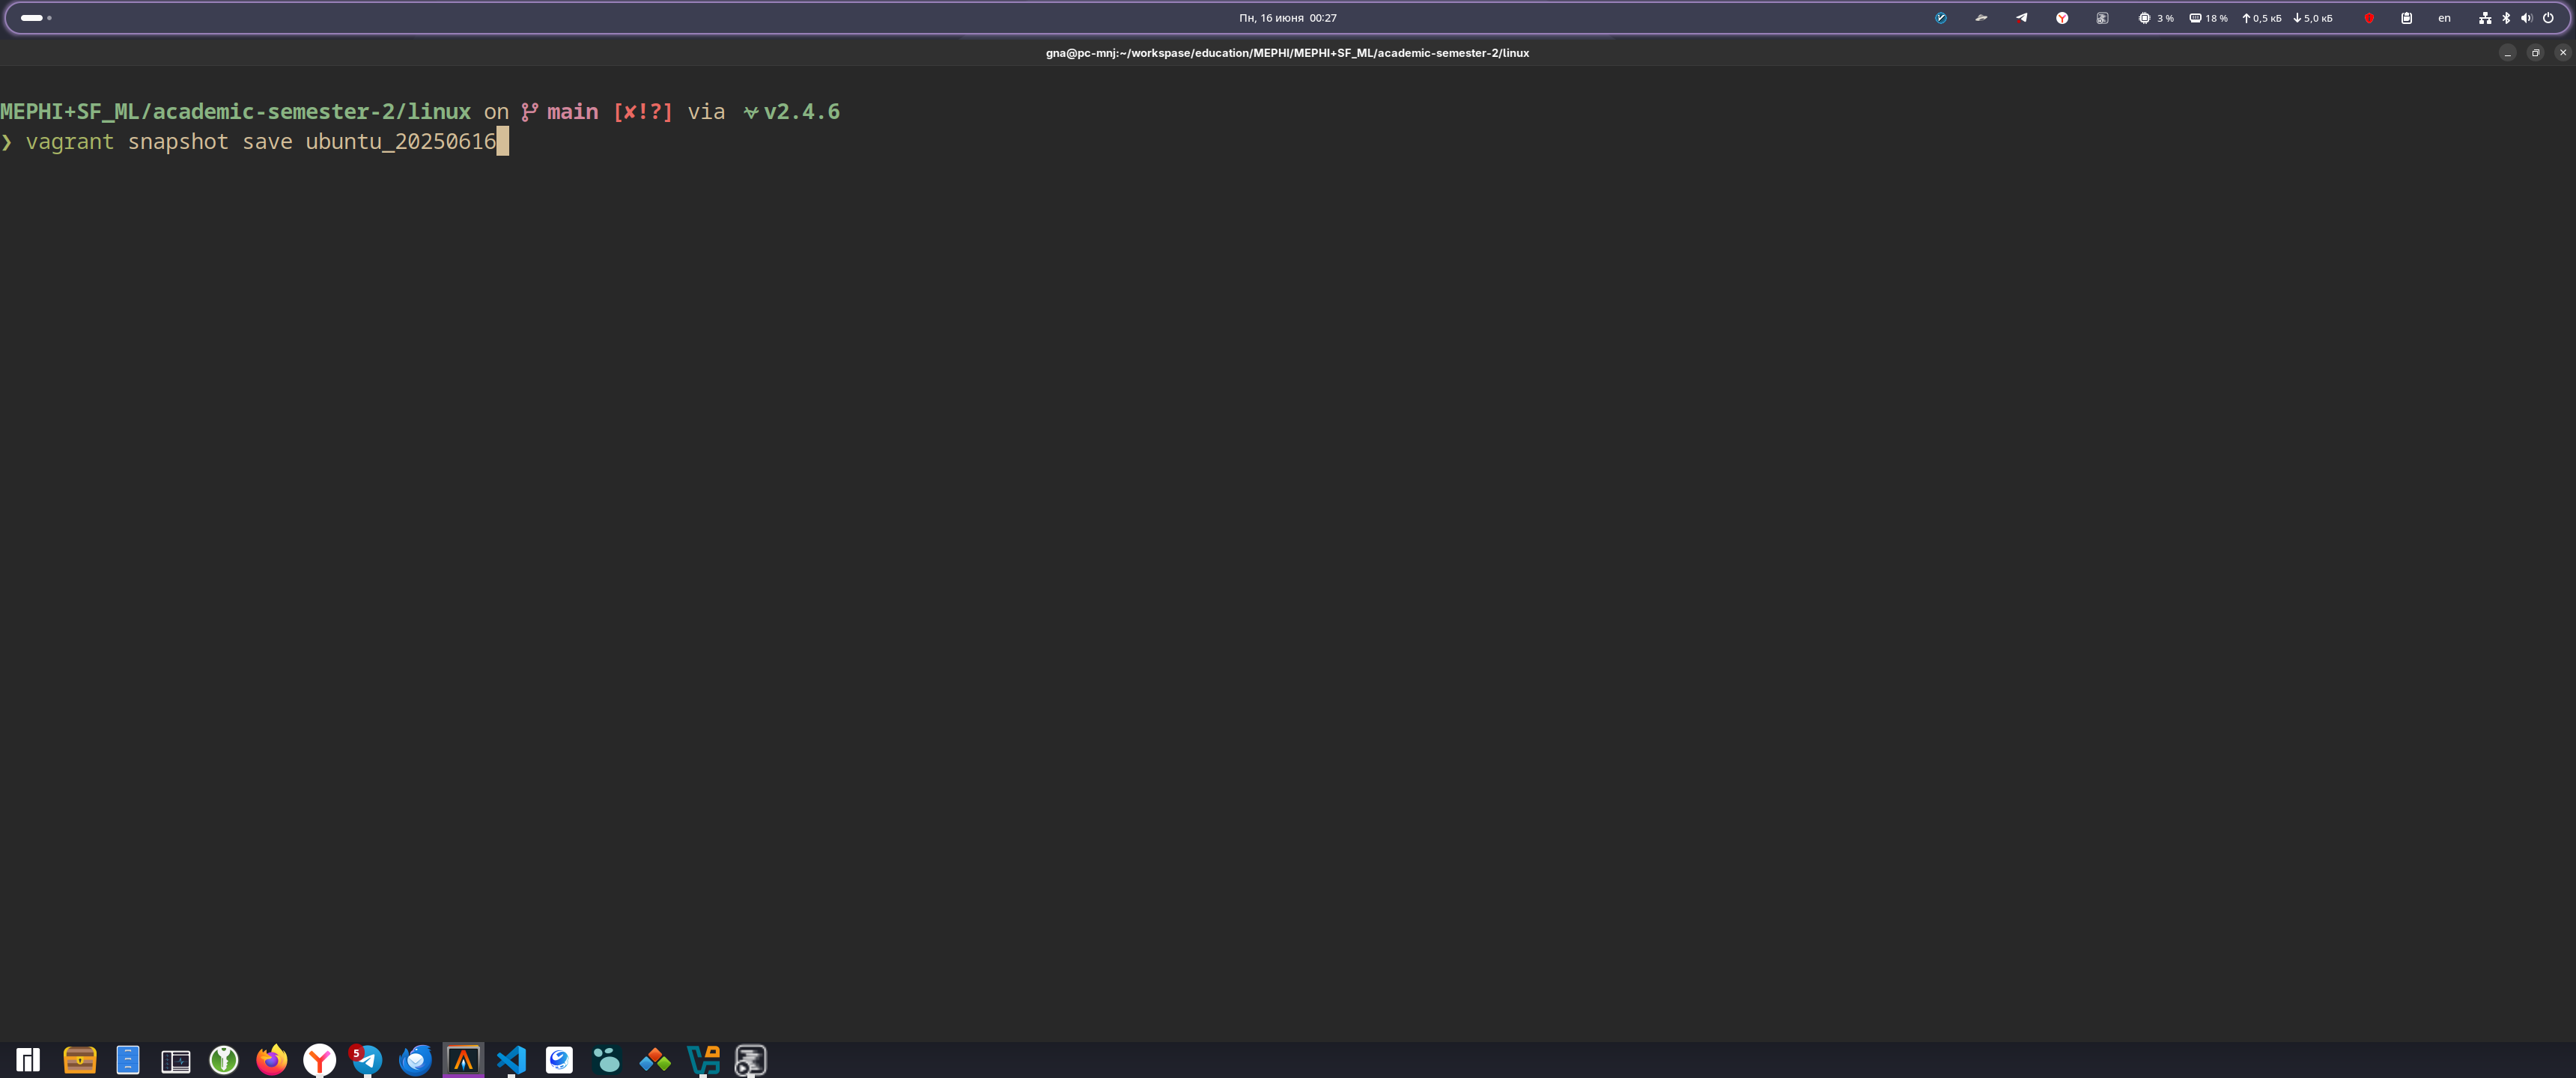 Пн, 16 июня 00:27
3 %
18 %
0,5 кБ
5,0 кБ
en
gna@pc-mnj:~/workspase/education/MEPHI/MEPHI+SF_ML/academic-semester-2/linux
MEPHI+SF_ML/academic-semester-2/linux on main [✘!?] via v2.4.6
❯ vagrant snapshot save ubuntu_20250616
5